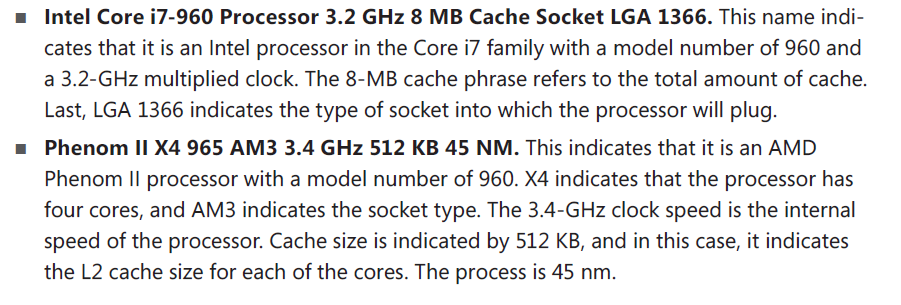 ■ Intel Core i7-960 Processor 3.2 GHz 8 MB Cache Socket LGA 1366. This name indi-
cates that it is an Intel processor in the Core i7 family with a model number of 960 and
a 3.2-GHz multiplied clock. The 8-MB cache phrase refers to the total amount of cache.
Last, LGA 1366 indicates the type of socket into which the processor will plug.
■ Phenom II X4 965 AM3 3.4 GHz 512 KB 45 NM. This indicates that it is an AMD
Phenom II processor with a model number of 960. X4 indicates that the processor has
four cores, and AM3 indicates the socket type. The 3.4-GHz clock speed is the internal
speed of the processor. Cache size is indicated by 512 KB, and in this case, it indicates
the L2 cache size for each of the cores. The process is 45 nm.